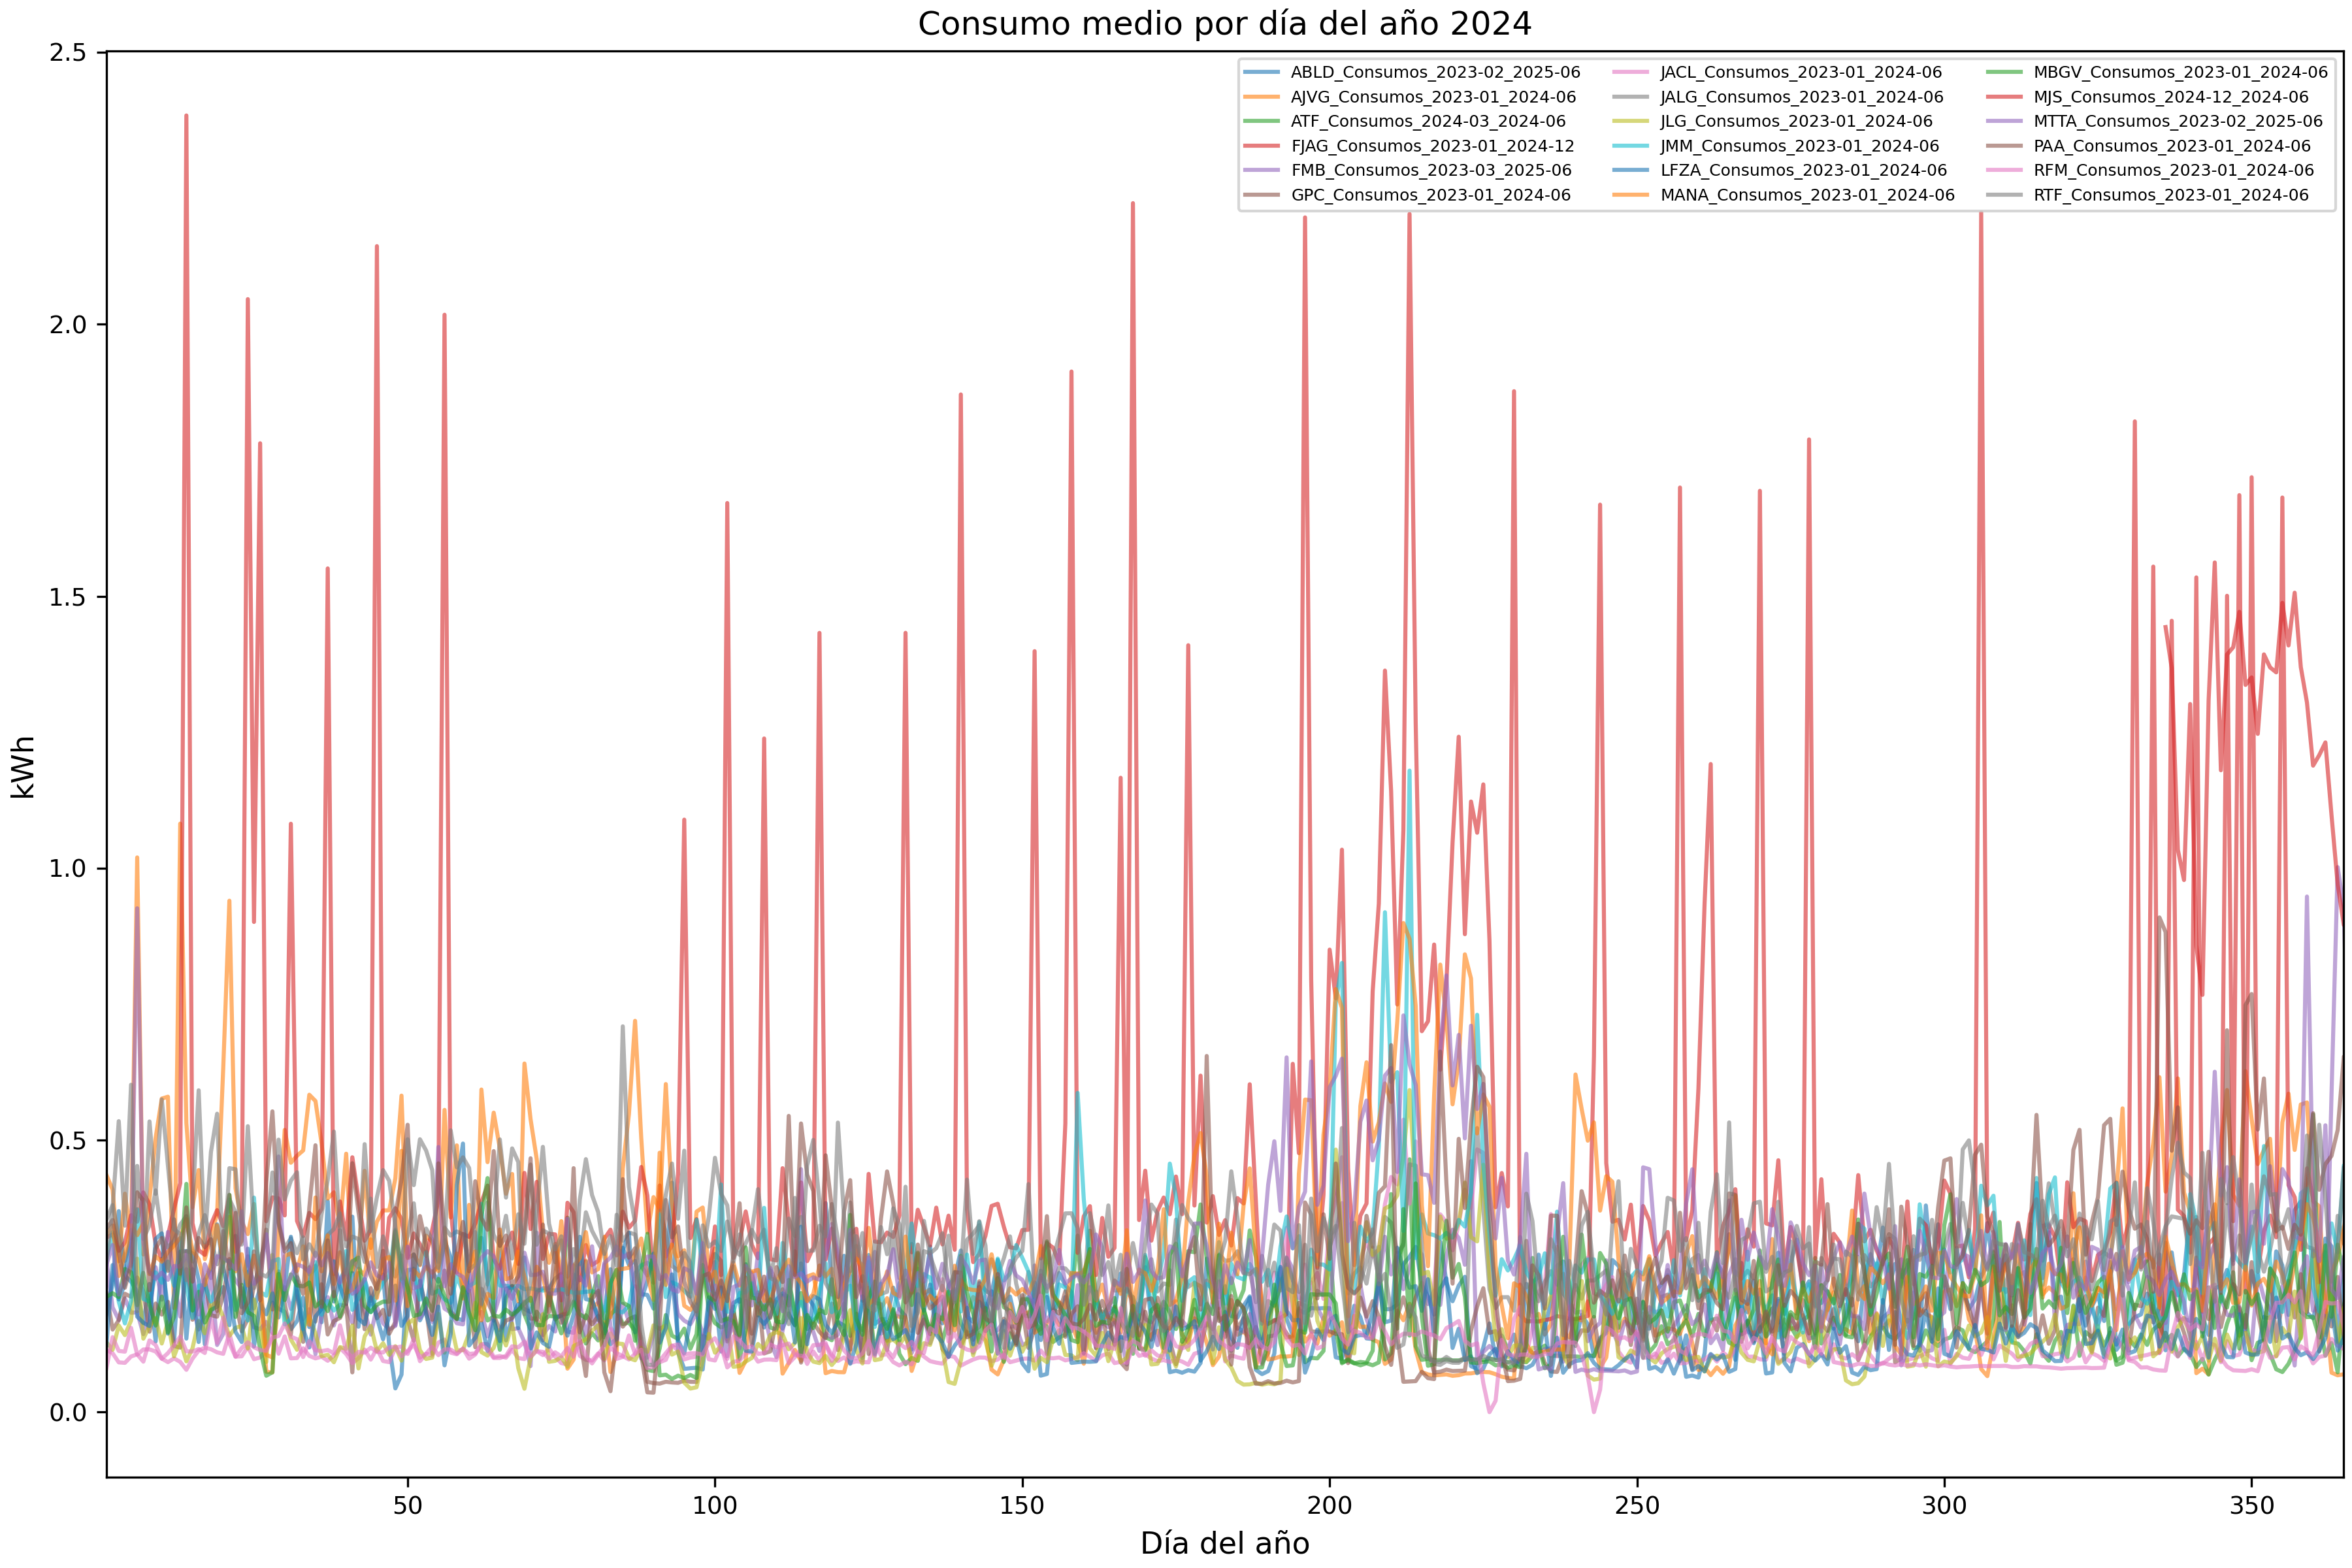 Consumo medio por día del año 2024
ABLD_Consumos_2023-02_2025-06
AJVG_Consumos_2023-01_2024-06
ATF_Consumos_2024-03_2024-06
FJAG_Consumos_2023-01_2024-12
FMB_Consumos_2023-03_2025-06
GPC_Consumos_2023-01_2024-06
JACL_Consumos_2023-01_2024-06
JALG_Consumos_2023-01_2024-06
JLG_Consumos_2023-01_2024-06
JMM_Consumos_2023-01_2024-06
LFZA_Consumos_2023-01_2024-06
MANA_Consumos_2023-01_2024-06
MBGV_Consumos_2023-01_2024-06
MJS_Consumos_2024-12_2024-06
MTTA_Consumos_2023-02_2025-06
PAA_Consumos_2023-01_2024-06
RFM_Consumos_2023-01_2024-06
RTF_Consumos_2023-01_2024-06
kWh
2.5
2.0
1.5
1.0
0.5
0.0
50
100
150
200
250
300
350
Día del año